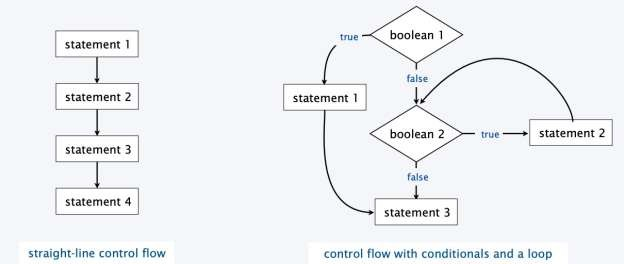 statement 1
statement 2
statement 3
statement 4
straight-line control flow
boolean 1
true
false
statement 1
boolean 2
true
statement 2
false
statement 3
control flow with conditionals and a loop